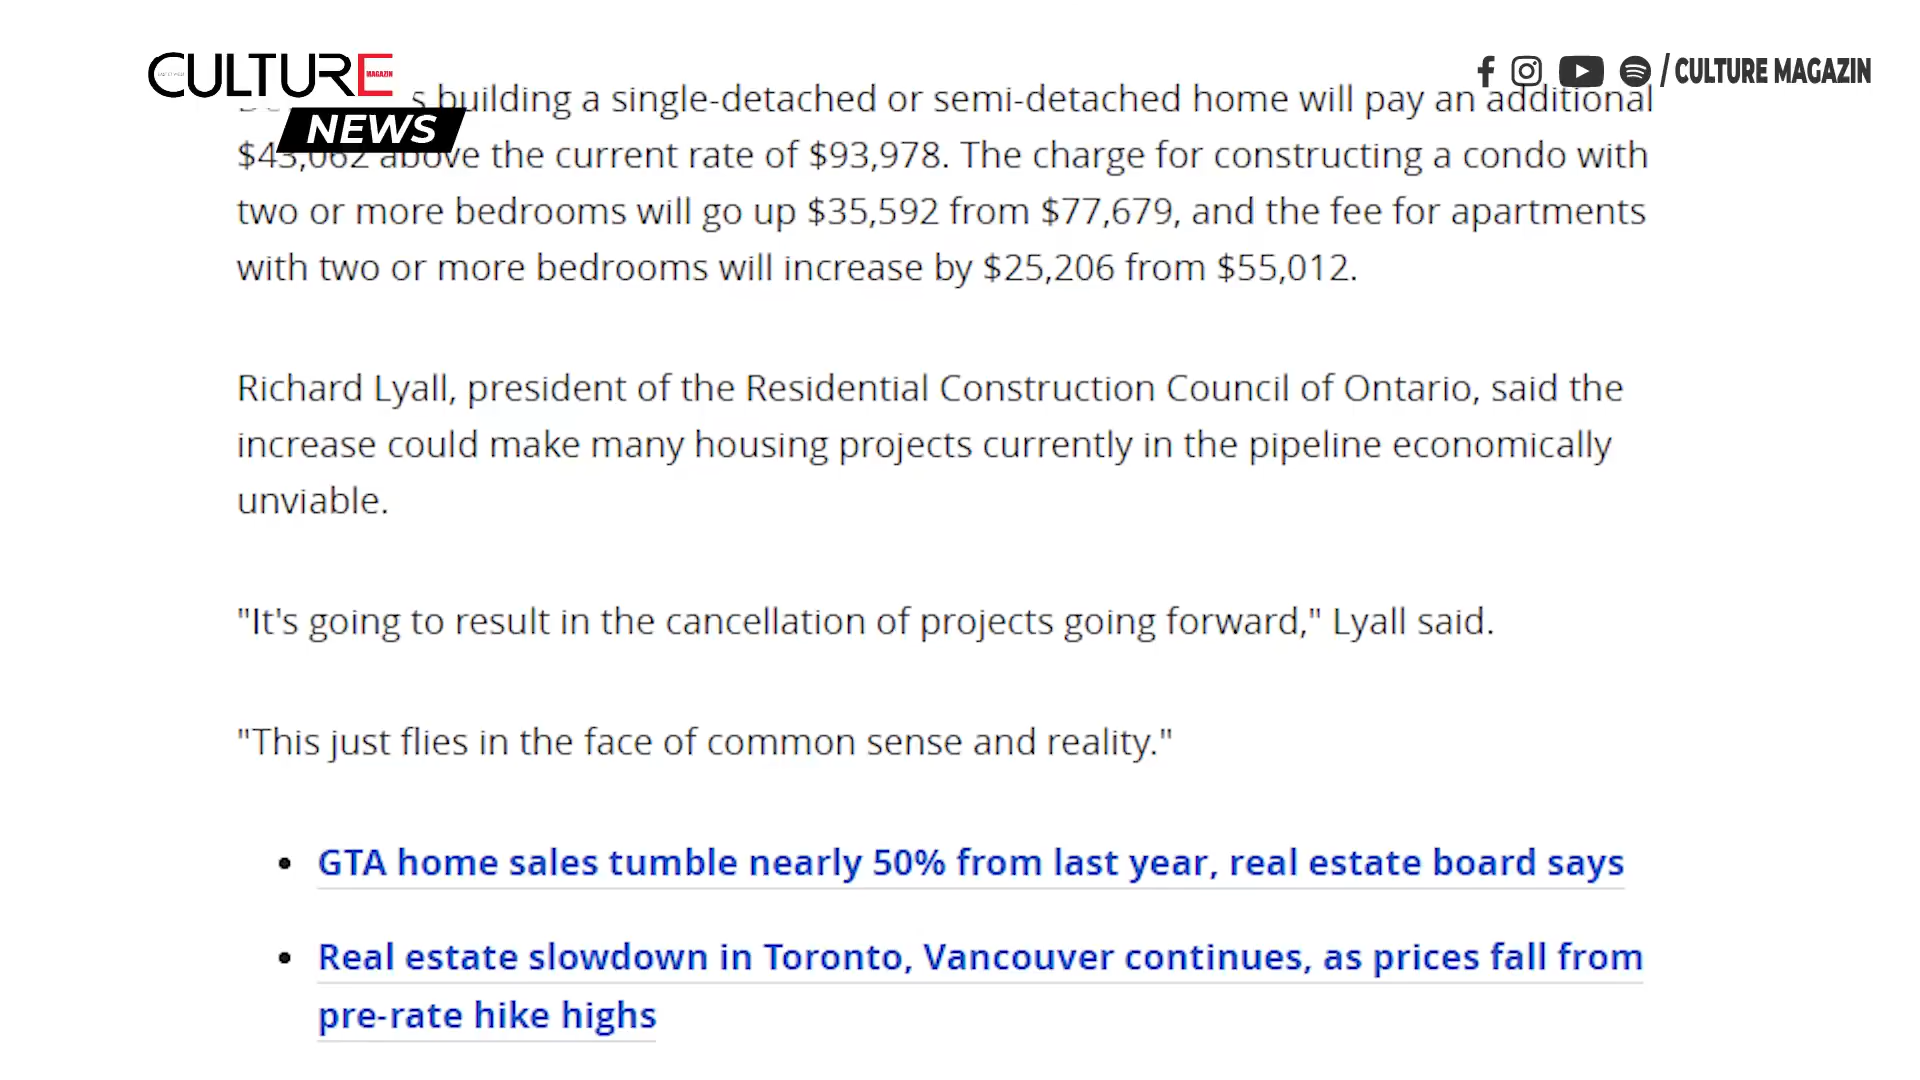 CULTURE
MAGAZIN
NEWS
/ CULTURE MAGAZIN
building a single-detached or semi-detached home will pay an additional
$43,062 above the current rate of $93,978. The charge for constructing a condo with
two or more bedrooms will go up $35,592 from $77,679, and the fee for apartments
with two or more bedrooms will increase by $25,206 from $55,012.
Richard Lyall, president of the Residential Construction Council of Ontario, said the
increase could make many housing projects currently in the pipeline economically
unviable.
"It's going to result in the cancellation of projects going forward," Lyall said.
"This just flies in the face of common sense and reality."
• GTA home sales tumble nearly 50% from last year, real estate board says
• Real estate slowdown in Toronto, Vancouver continues, as prices fall from
pre-rate hike highs